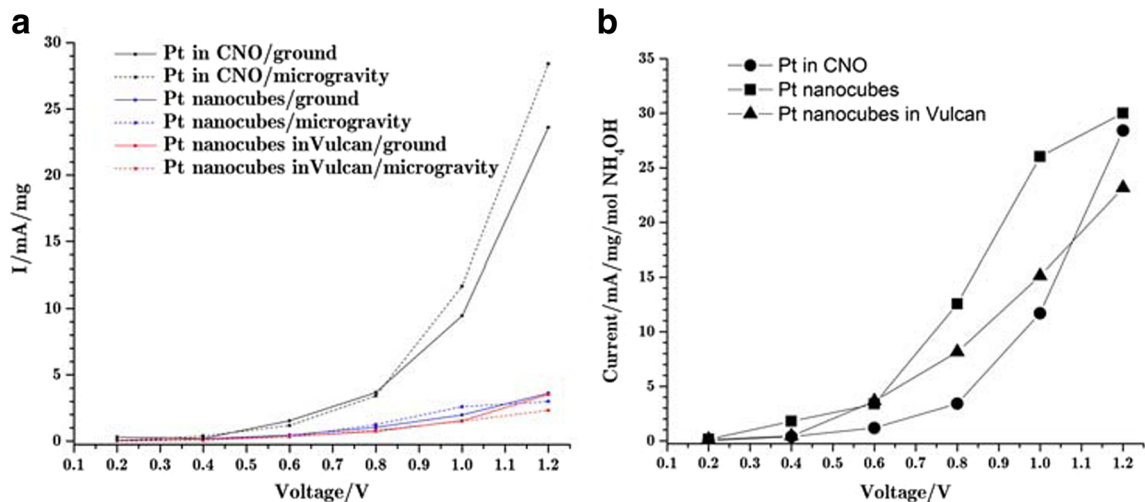 a
30
25
20
15
10
5
0
I/mA/mg
Pt in CNO/ground
Pt in CNO/microgravity
Pt nanocubes/ground
Pt nanocubes/microgravity
Pt nanocubes inVulcan/ground
Pt nanocubes inVulcan/microgravity
0.1 0.2 0.3 0.4 0.5 0.6 0.7 0.8 0.9 1.0 1.1 1.2
Voltage/V
b
35
30
25
20
15
10
5
0
Current/mA/mg/mol NH₄OH
Pt in CNO
Pt nanocubes
Pt nanocubes in Vulcan
0.1 0.2 0.3 0.4 0.5 0.6 0.7 0.8 0.9 1.0 1.1 1.2
Voltage/V